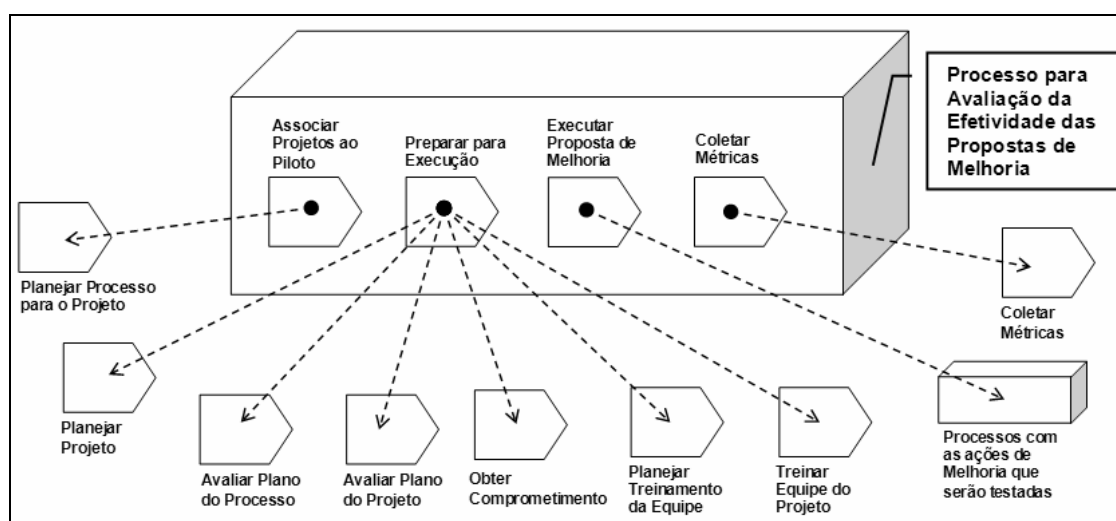 Processo para
Avaliação da
Efetividade das
Propostas de
Melhoria
Associar
Projetos ao
Piloto
Preparar para
Execução
Executar
Proposta de
Melhoria
Coletar
Métricas
Planejar Processo
para o Projeto
Coletar
Métricas
Planejar
Projeto
Avaliar Plano
do Processo
Avaliar Plano
do Projeto
Obter
Comprometimento
Planejar
Treinamento
da Equipe
Treinar
Equipe do
Projeto
Processos com
as ações de
Melhoria que
serão testadas